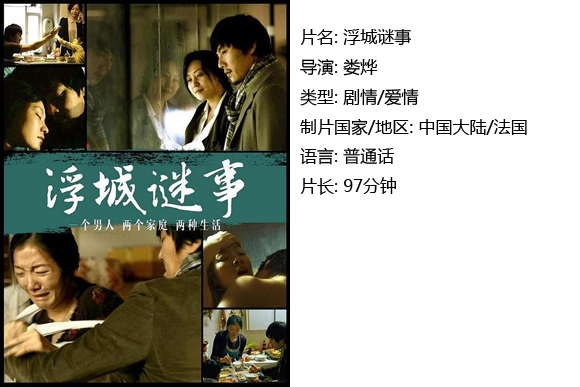 浮城谜事
一个男人 两个家庭 两种生活
片名: 浮城谜事
导演: 娄烨
类型: 剧情/爱情
制片国家/地区: 中国大陆/法国
语言: 普通话
片长: 97分钟